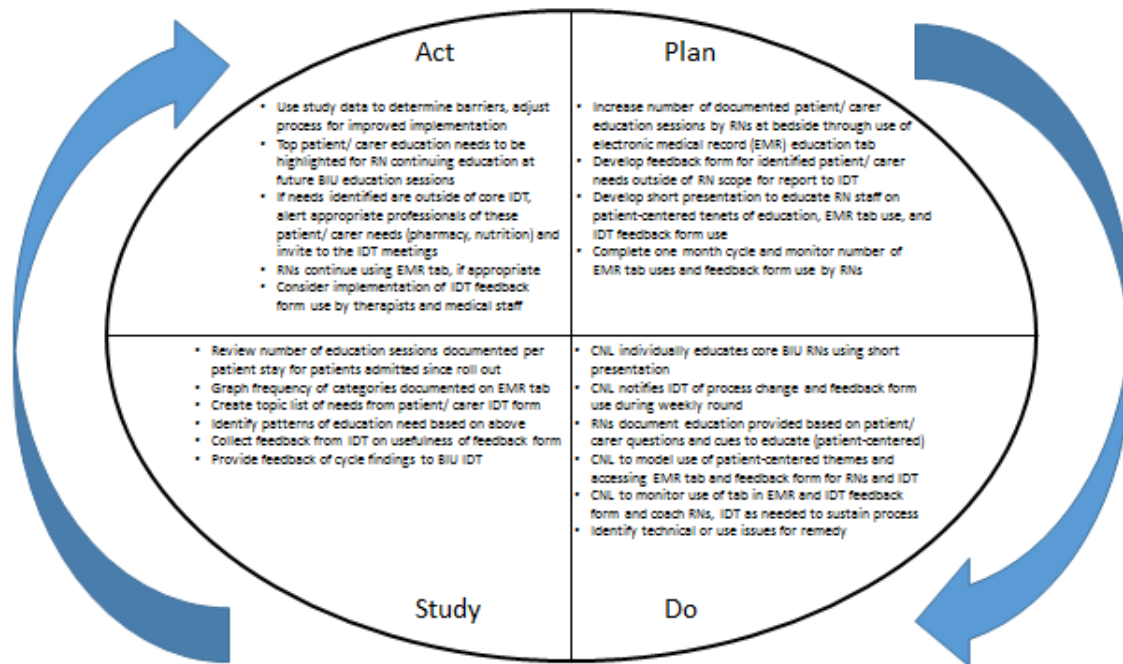 Act
• Use study data to determine barriers, adjust
process for improved implementation
• Top patient/ carer education needs to be
highlighted for RN continuing education at
future BIU education sessions
• If needs identified are outside of core IDT,
alert appropriate professionals of these
patient/ carer needs (pharmacy, nutrition) and
invite to the IDT meetings
• RNs continue using EMR tab, if appropriate
• Consider implementation of IDT feedback
form use by therapists and medical staff
Plan
• Increase number of documented patient/ carer
education sessions by RNs at bedside through use of
electronic medical record (EMR) education tab
• Develop feedback form for identified patient/ carer
needs outside of RN scope for report to IDT
• Develop short presentation to educate RN staff on
patient-centered tenets of education, EMR tab use, and
IDT feedback form use
• Complete one month cycle and monitor number of
EMR tab uses and feedback form use by RNs
• Review number of education sessions documented per
patient stay for patients admitted since roll out
• Graph frequency of categories documented on EMR tab
• Create topic list of needs from patient/ carer IDT form
• Identify patterns of education need based on above
• Collect feedback from IDT on usefulness of feedback form
• Provide feedback of cycle findings to BIU IDT
Study
• CNL individually educates core BIU RNs using short
presentation
• CNL notifies IDT of process change and feedback form
use during weekly round
• RNs document education provided based on patient/
carer questions and cues to educate (patient-centered)
• CNL to model use of patient-centered themes and
accessing EMR tab and feedback form for RNs and IDT
• CNL to monitor use of tab in EMR and IDT feedback
form and coach RNs, IDT as needed to sustain process
• Identify technical or use issues for remedy
Do